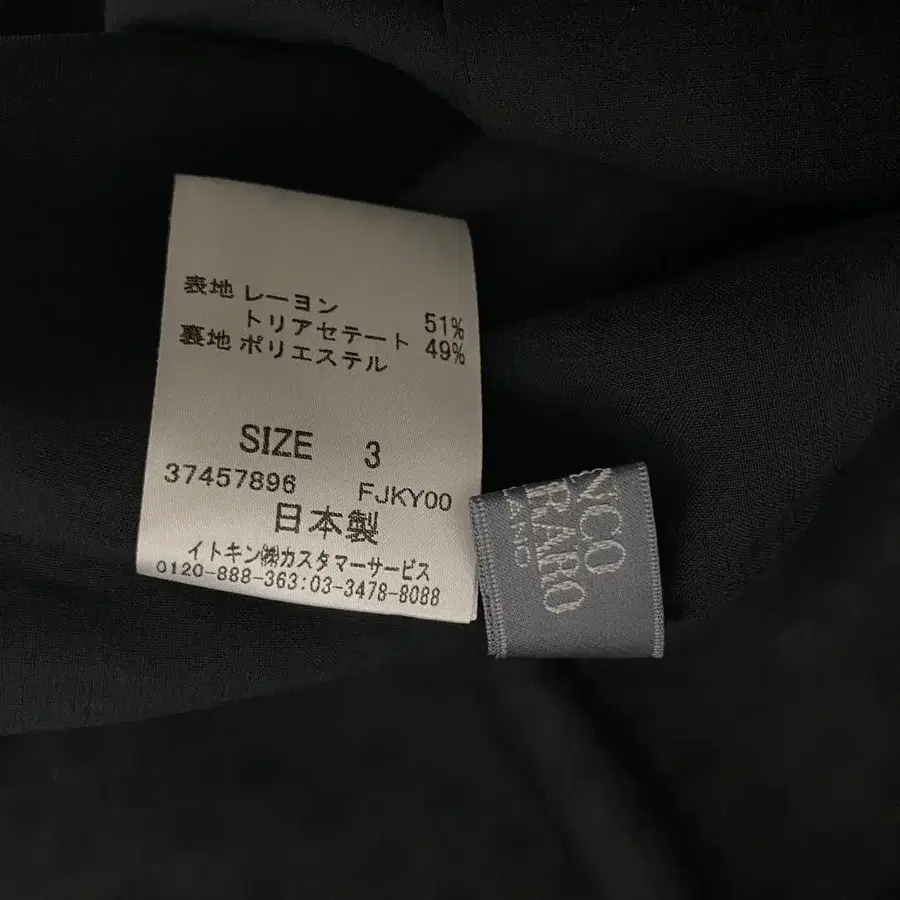 表地 レーヨン 51%
トリアセテート 49%
裏地 ポリエステル
SIZE 3
37457896 FJKY00
日本製
イトキン㈱カスタマーサービス
0120-888-363:03-3478-8088
NCO
RARO